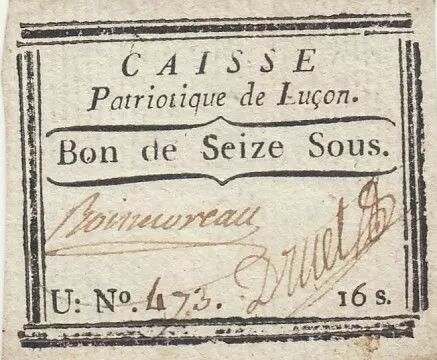 CAISSE
Patriotique de Luçon.
Bon de Seize Sous.
Druet
U: Nº. 473. 16 s.